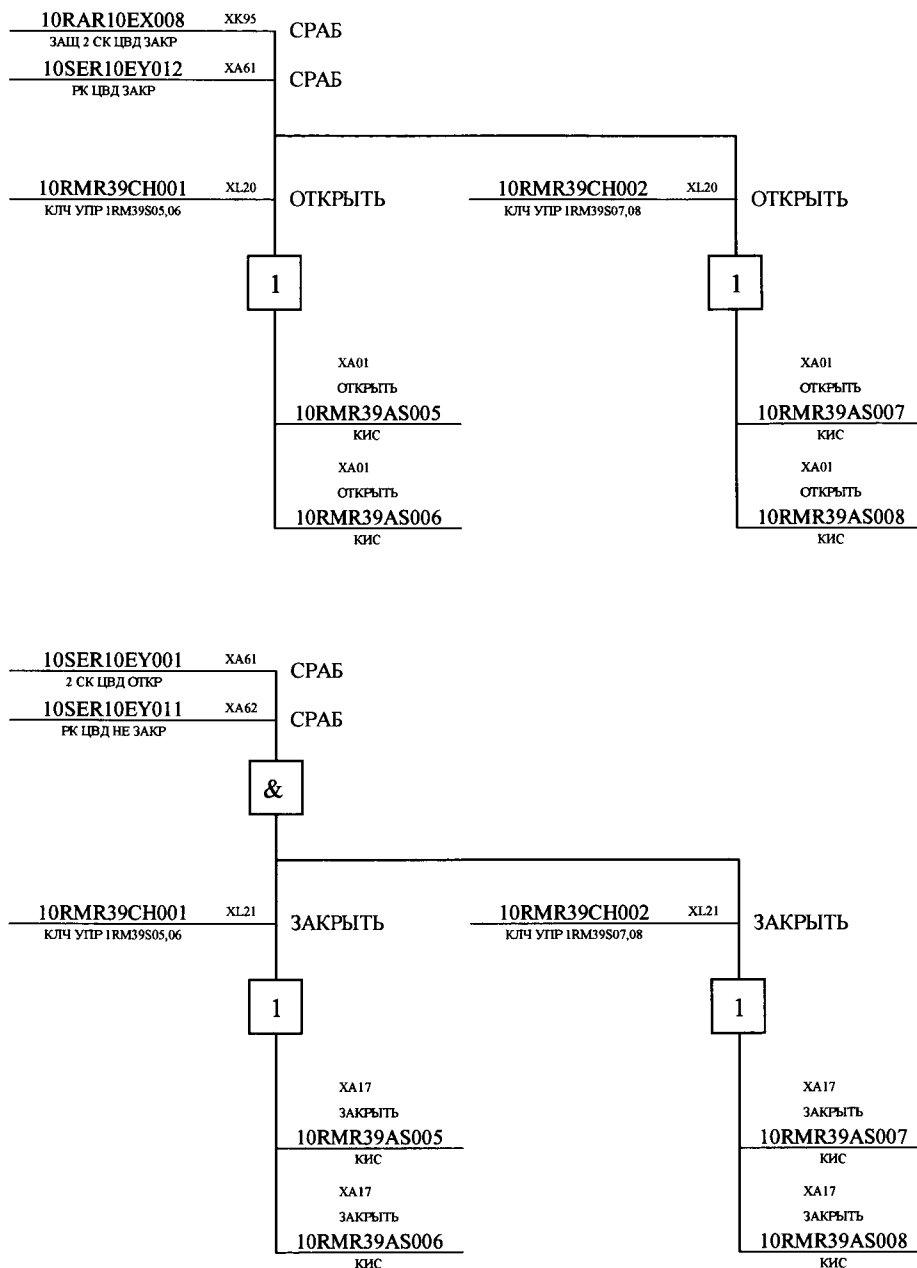 10RAR10EX008 XK95 СРАБ
ЗАЩ 2 СК ЦВД ЗАКР
10SER10EY012 XA61 СРАБ
РК ЦВД ЗАКР
10RMR39CH001 XL20 ОТКРЫТЬ 10RMR39CH002 XL20 ОТКРЫТЬ
КЛЧ УПР 1RM39S05,06 КЛЧ УПР 1RM39S07,08
1 1
XA01 XA01
ОТКРЫТЬ ОТКРЫТЬ
10RMR39AS005 10RMR39AS007
КИС КИС
XA01 XA01
ОТКРЫТЬ ОТКРЫТЬ
10RMR39AS006 10RMR39AS008
КИС КИС
10SER10EY001 XA61 СРАБ
2 СК ЦВД ОТКР
10SER10EY011 XA62 СРАБ
РК ЦВД НЕ ЗАКР
&
10RMR39CH001 XL21 ЗАКРЫТЬ 10RMR39CH002 XL21 ЗАКРЫТЬ
КЛЧ УПР 1RM39S05,06 КЛЧ УПР 1RM39S07,08
1 1
XA17 XA17
ЗАКРЫТЬ ЗАКРЫТЬ
10RMR39AS005 10RMR39AS007
КИС КИС
XA17 XA17
ЗАКРЫТЬ ЗАКРЫТЬ
10RMR39AS006 10RMR39AS008
КИС КИС